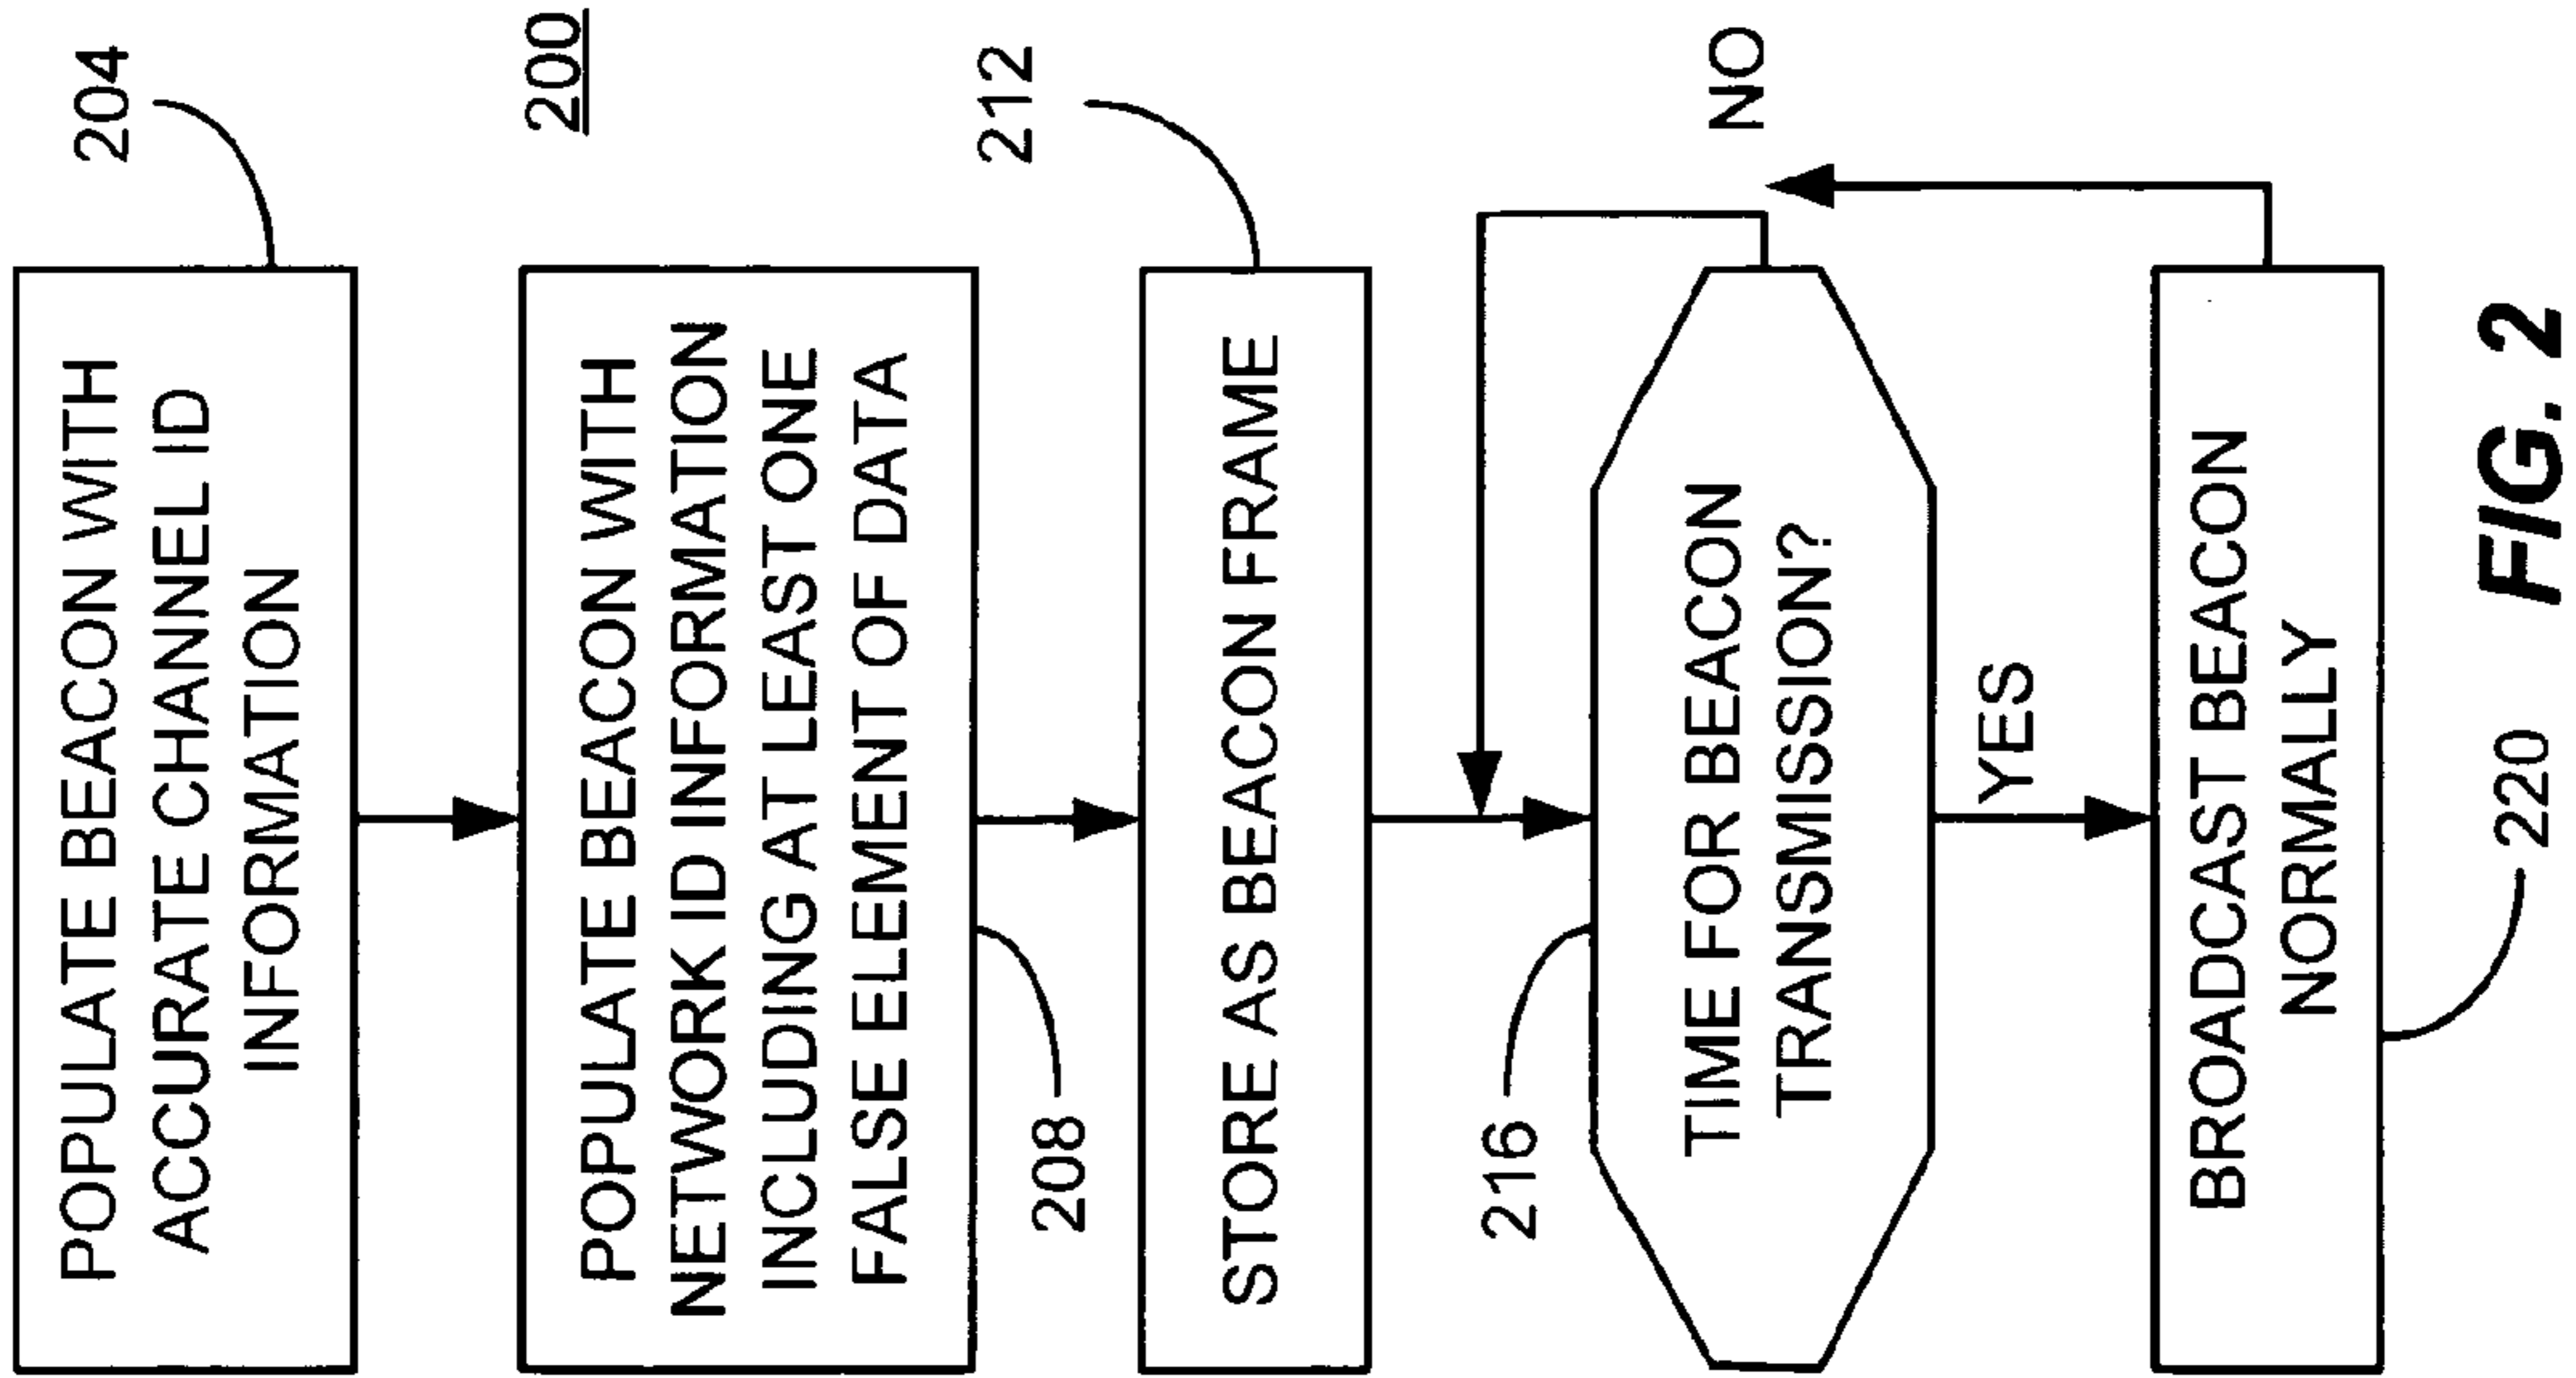 POPULATE BEACON WITH
ACCURATE CHANNEL ID
INFORMATION
204
200
POPULATE BEACON WITH
NETWORK ID INFORMATION
INCLUDING AT LEAST ONE
FALSE ELEMENT OF DATA
208
212
STORE AS BEACON FRAME
216
TIME FOR BEACON
TRANSMISSION?
NO
YES
BROADCAST BEACON
NORMALLY
220
FIG. 2